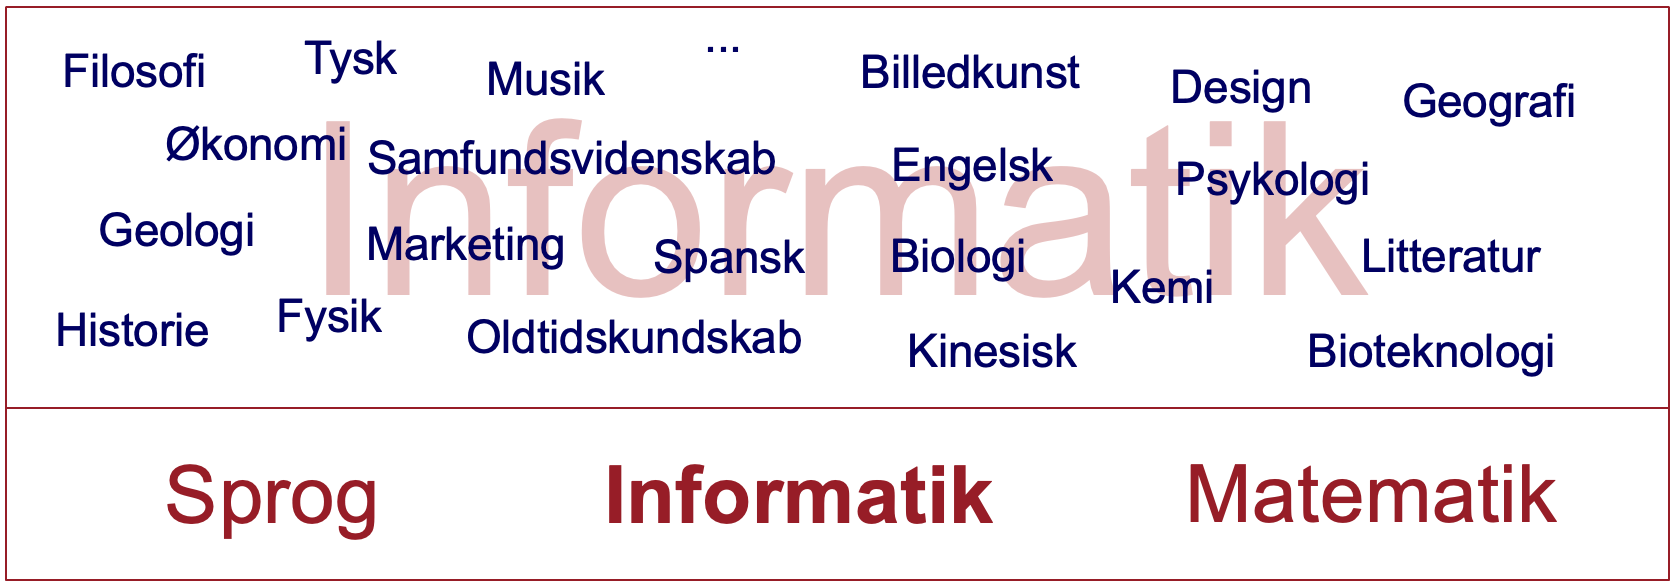 Filosofi Tysk Musik ... Billedkunst Design Geografi
Informatik
Økonomi Samfundsvidenskab Engelsk Psykologi
Geologi Marketing Spansk Biologi Kemi Litteratur
Historie Fysik Oldtidskundskab Kinesisk Bioteknologi
Sprog Informatik Matematik